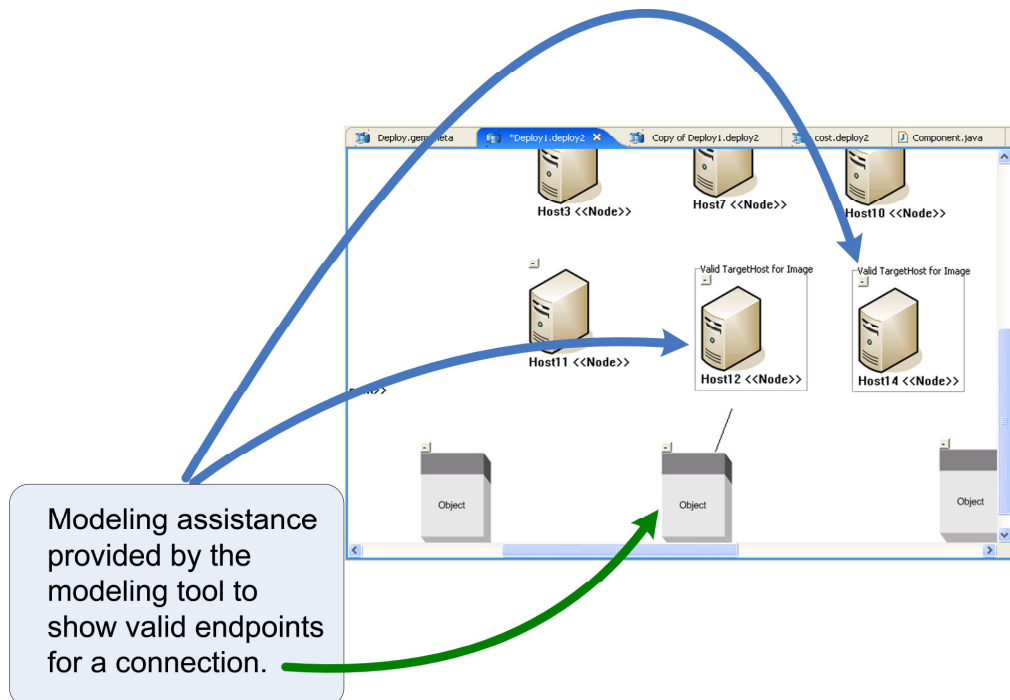 Deploy.gem
eta
*Deploy1.deploy2
Copy of Deploy1.deploy2
cost.deploy2
Component.java
Host3 <<Node>>
Host7 <<Node>>
Host10 <<Node>>
Valid TargetHost for Image
Valid TargetHost for Image
Host11 <<Node>>
Host12 <<Node>>
Host14 <<Node>>
Object
Object
Object
Modeling assistance
provided by the
modeling tool to
show valid endpoints
for a connection.